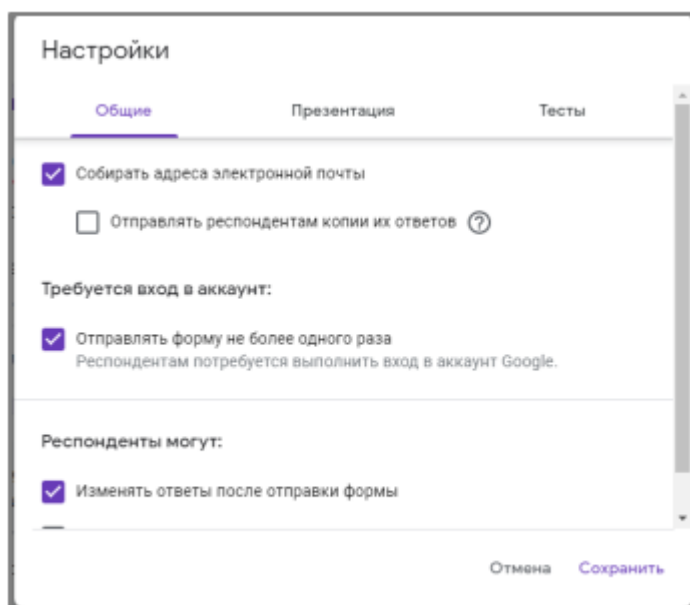 Настройки
Общие Презентация Тесты
Собирать адреса электронной почты
Отправлять респондентам копии их ответов ?
Требуется вход в аккаунт:
Отправлять форму не более одного раза
Респондентам потребуется выполнить вход в аккаунт Google.
Респонденты могут:
Изменять ответы после отправки формы
Отмена Сохранить